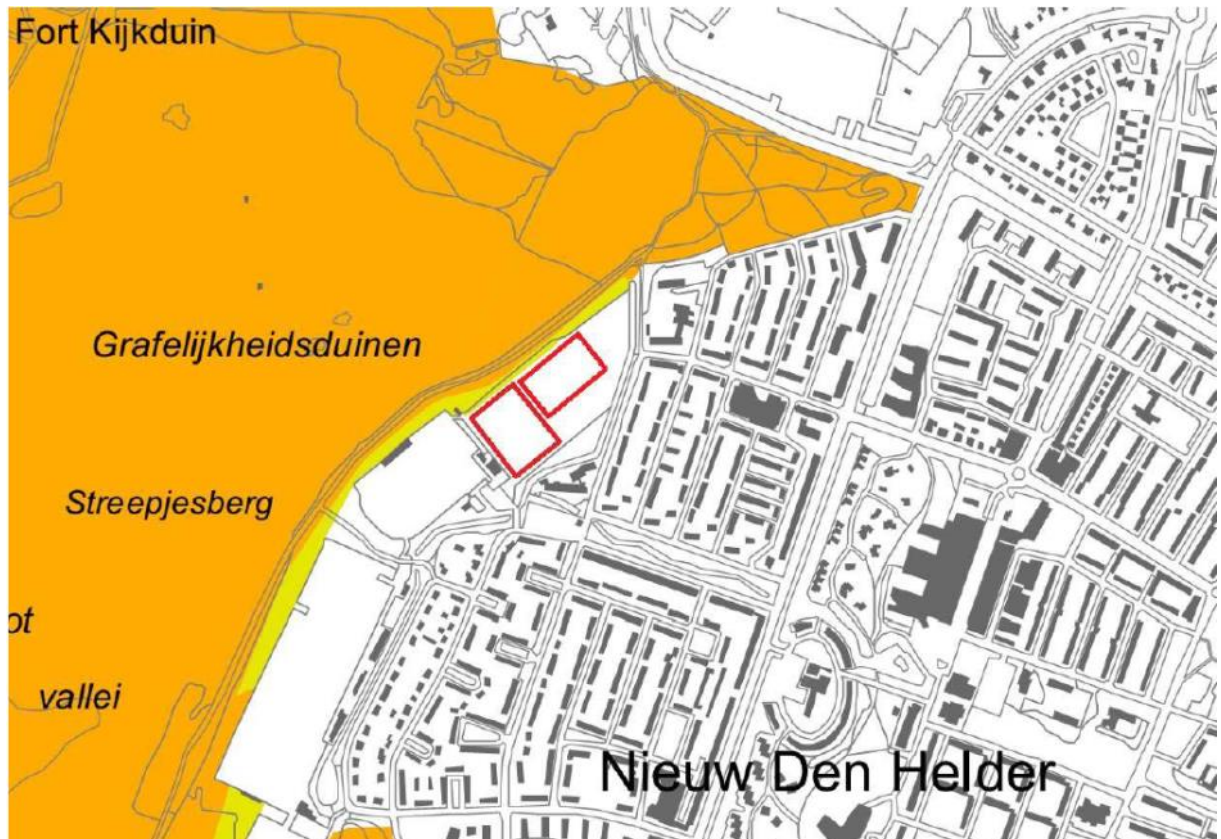 Fort Kijkduin
Grafelijkheidsduinen
Streepjesberg
ot
vallei
Nieuw Den Helder